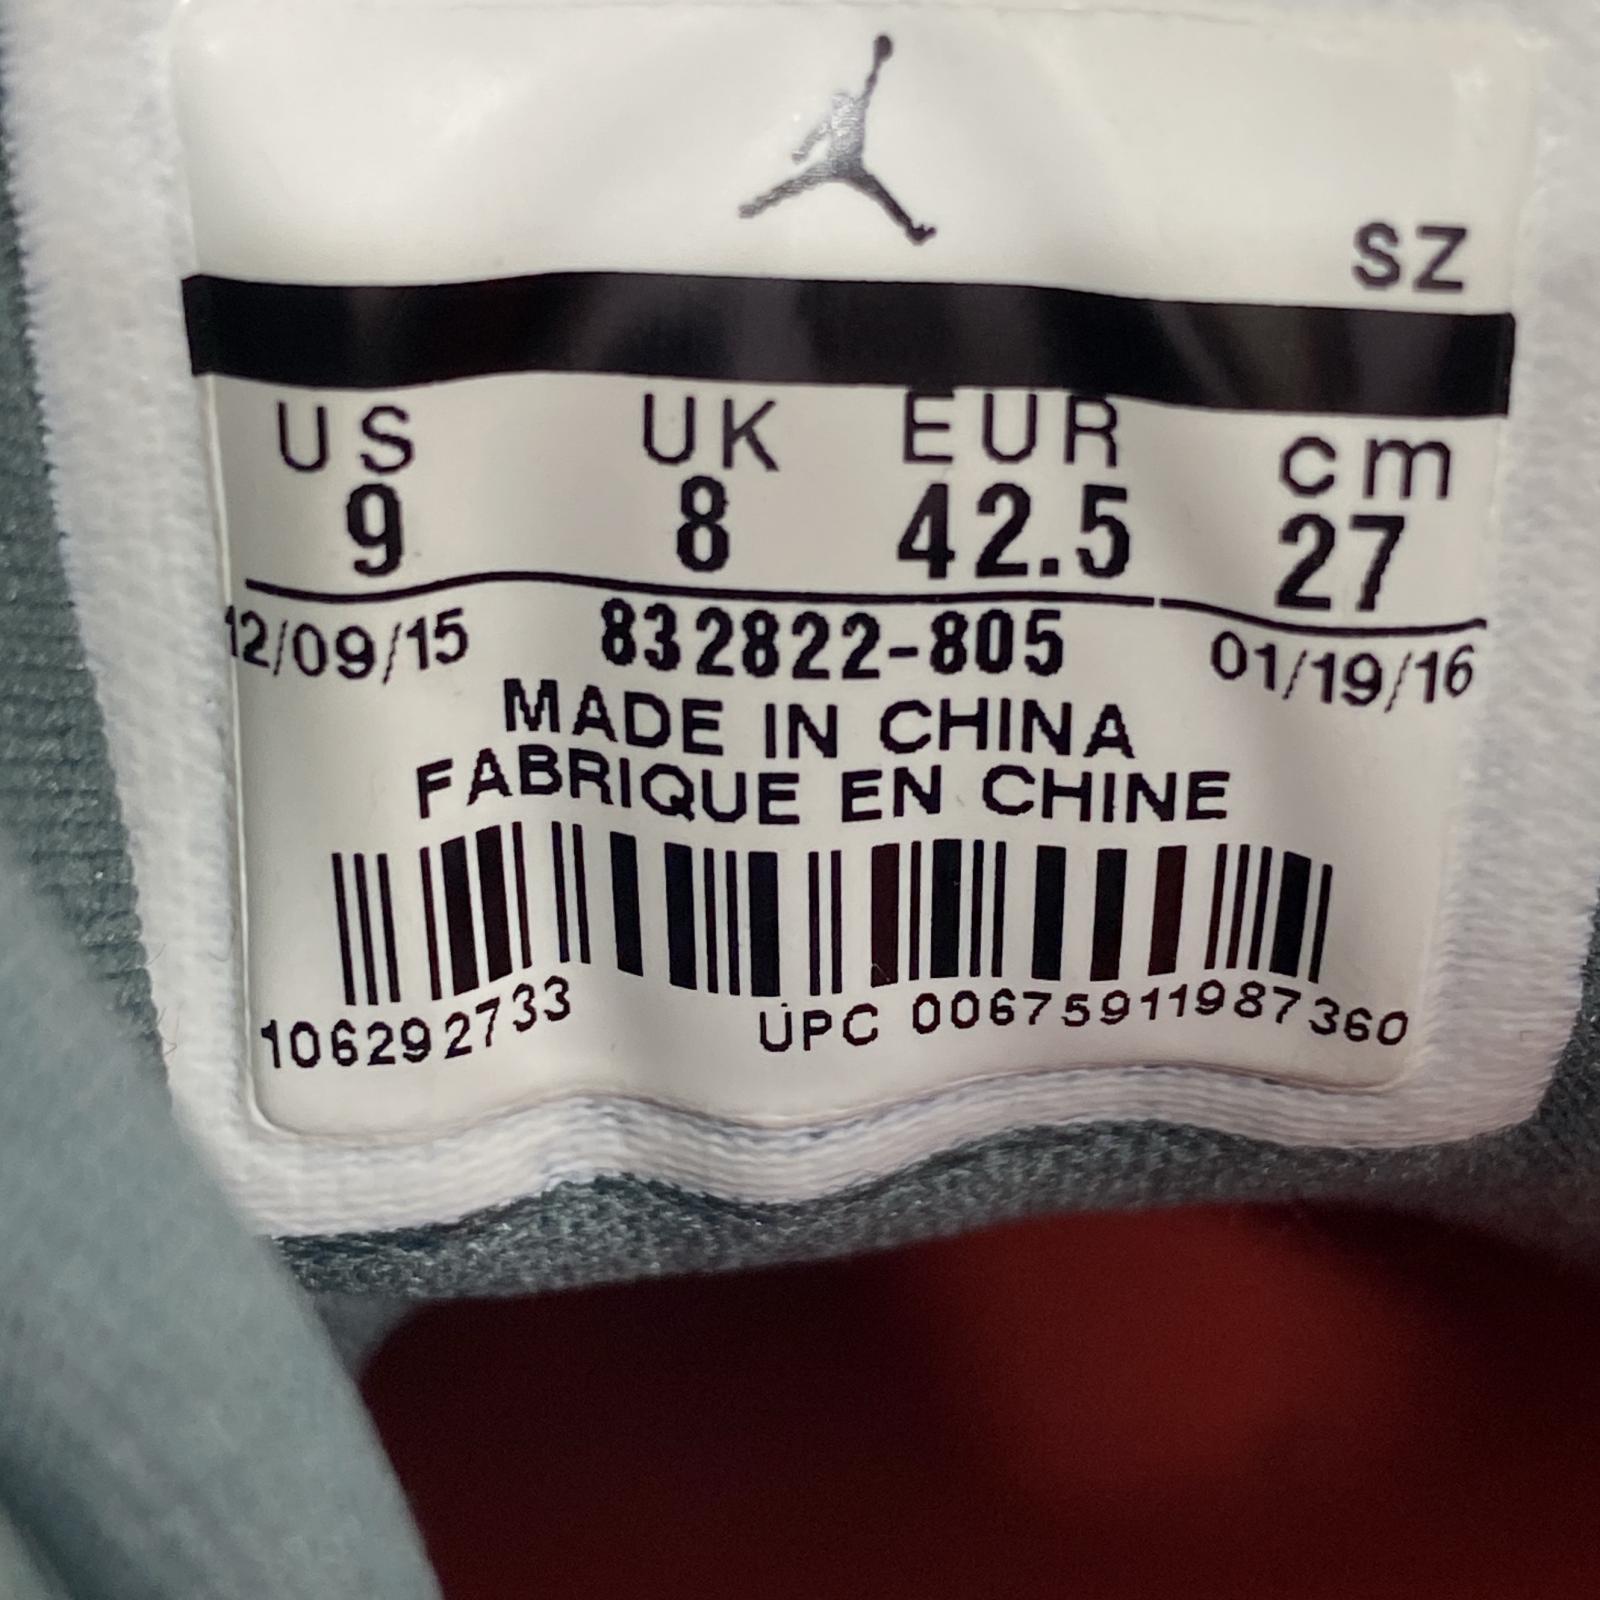 SZ
US UK EUR cm
9 8 42.5 27
12/09/15 832822-805 01/19/16
MADE IN CHINA
FABRIQUE EN CHINE
106292733 UPC 00675911987360